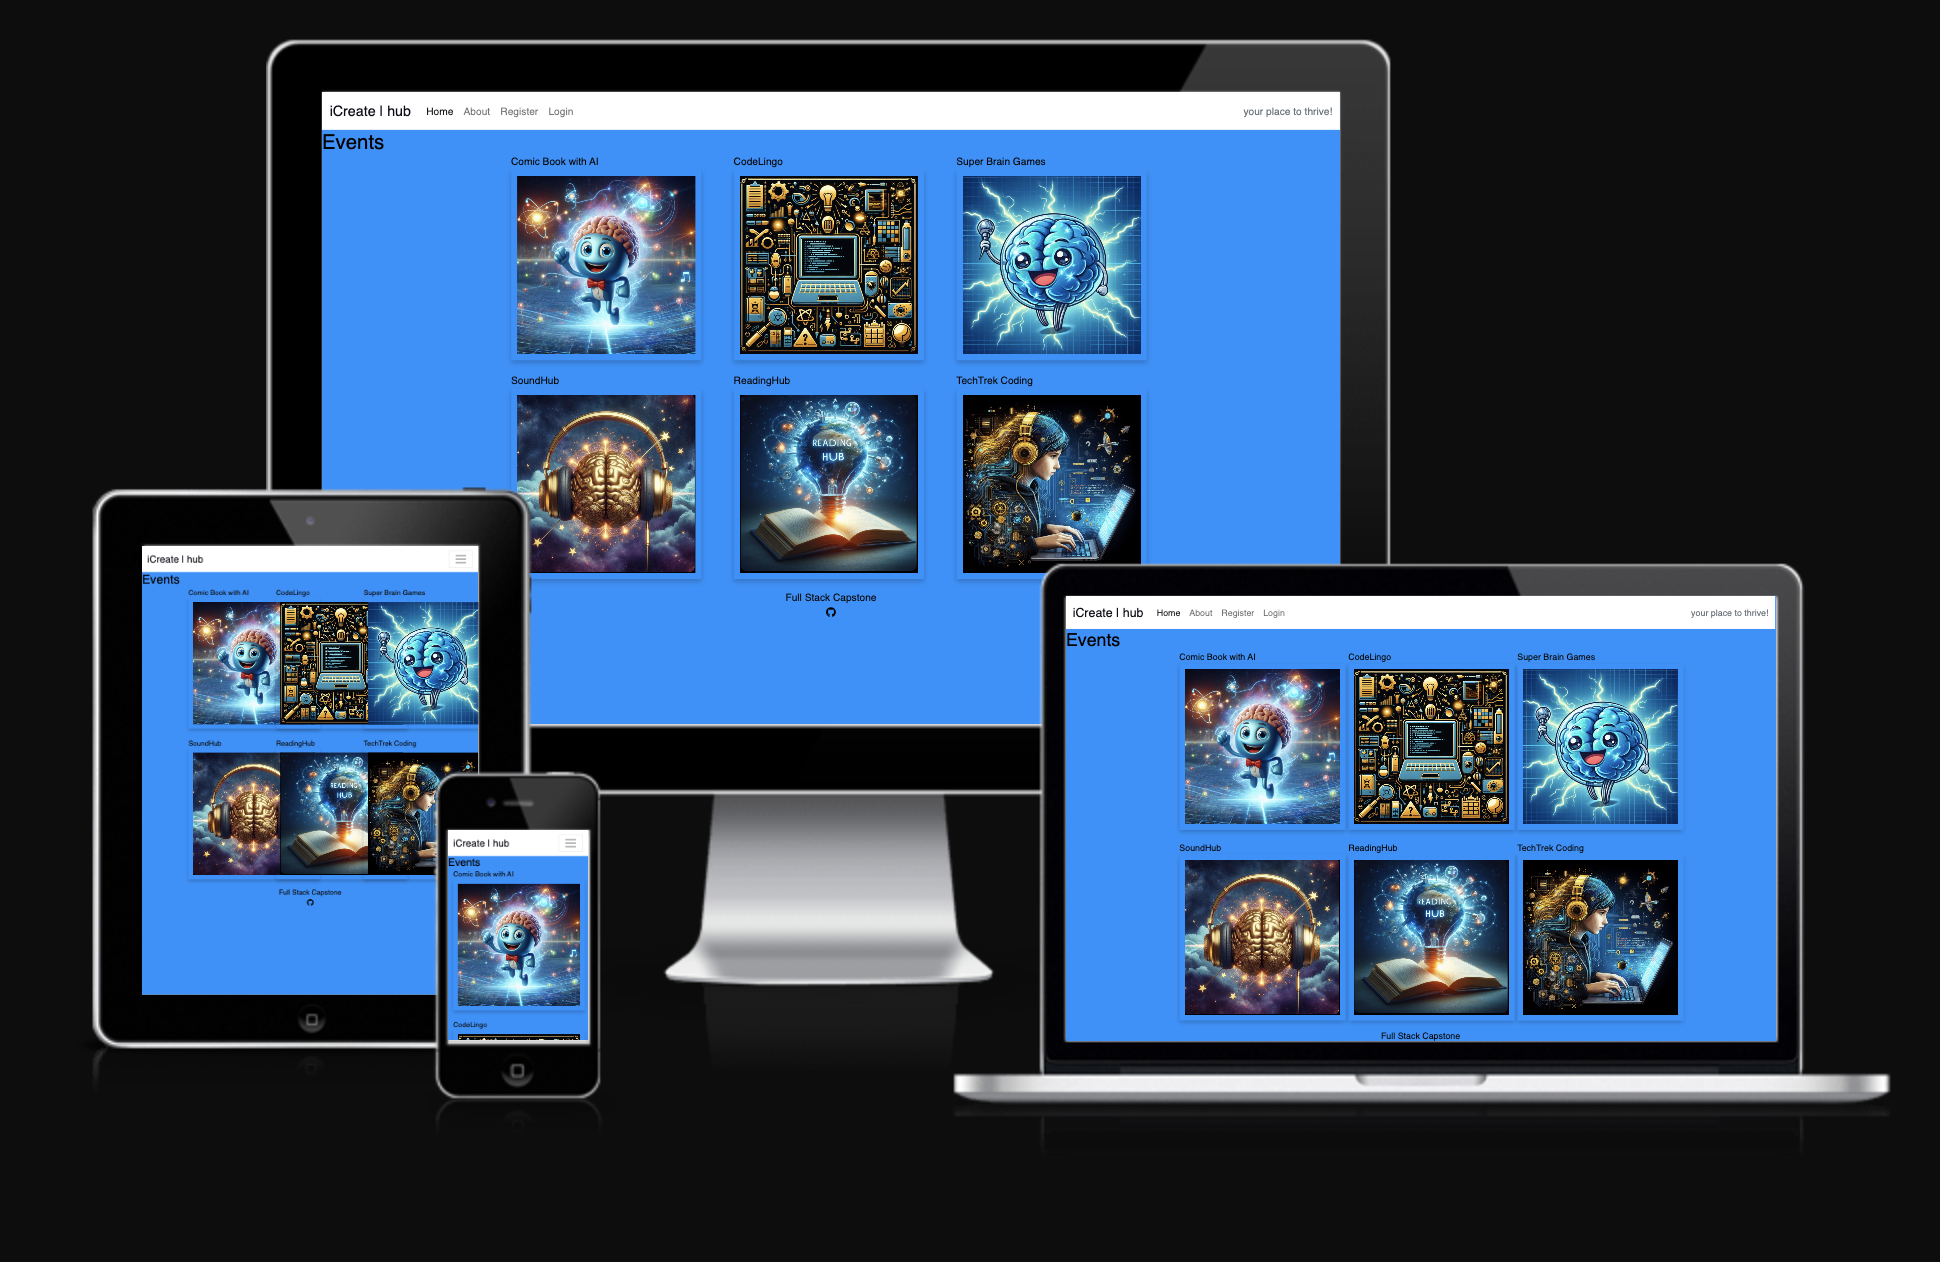 iCreate | hub Home About Register Login your place to thrive!
Events
Comic Book with AI CodeLingo Super Brain Games
SoundHub ReadingHub TechTrek Coding
READING
HUB
Full Stack Capstone
iCreate | hub
Events
Comic Book with AI CodeLingo Super Brain Games
SoundHub ReadingHub TechTrek Coding
READING
HUB
Full Stack Capstone
iCreate | hub
Events
Comic Book with AI
CodeLingo
iCreate | hub Home About Register Login your place to thrive!
Events
Comic Book with AI CodeLingo Super Brain Games
SoundHub ReadingHub TechTrek Coding
READING
HUB
Full Stack Capstone